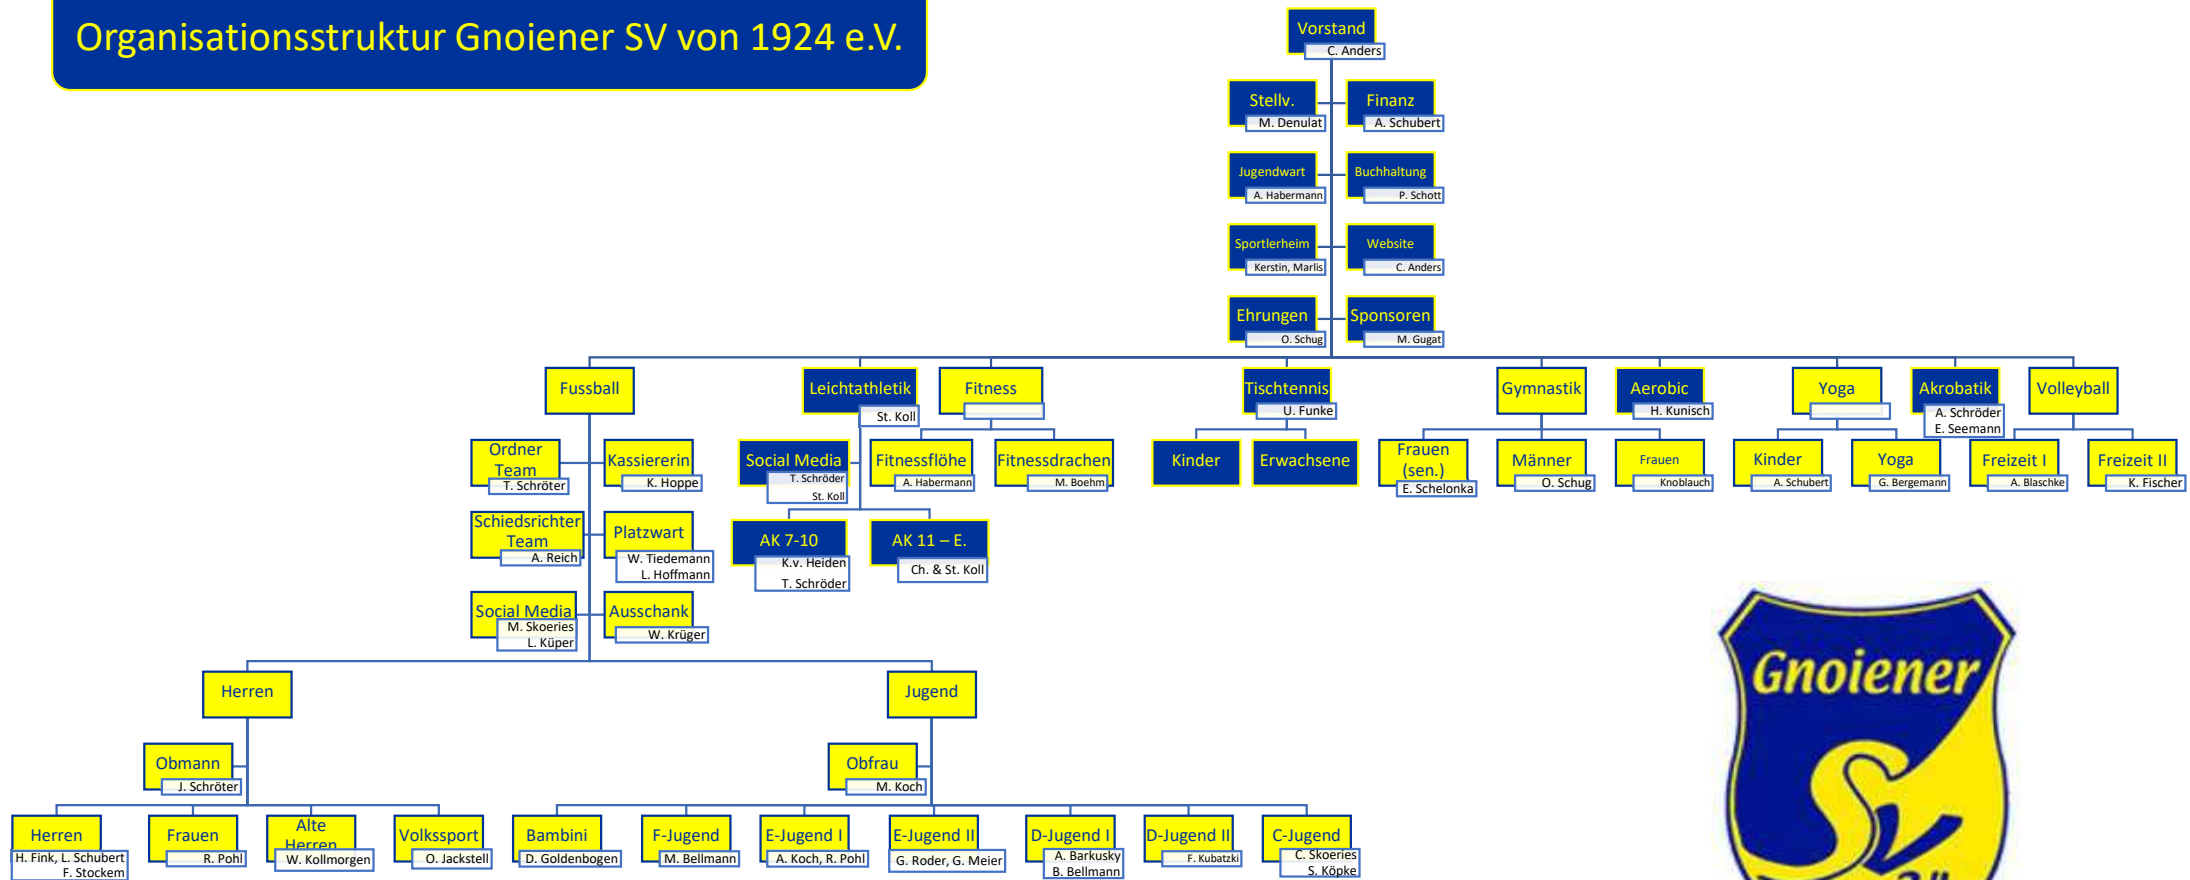 Organisationsstruktur Gnoiener SV von 1924 e.V.
Vorstand
C. Anders
Stellv.
M. Denulat
Finanz
A. Schubert
Jugendwart
A. Habermann
Buchhaltung
P. Schott
Sportlerheim
Kerstin, Marlis
Website
C. Anders
Ehrungen
O. Schug
Sponsoren
M. Gugat
Fussball
Leichtathletik
St. Koll
Fitness
Tischtennis
U. Funke
Gymnastik
Aerobic
H. Kunisch
Yoga
Akrobatik
A. Schröder
E. Seemann
Volleyball
Ordner
Team
T. Schröter
Kassiererin
K. Hoppe
Social Media
T. Schröder
St. Koll
Fitnessflöhe
A. Habermann
Fitnessdrachen
M. Boehm
Kinder
Erwachsene
Frauen
(sen.)
E. Schelonka
Männer
O. Schug
Frauen
Knoblauch
Kinder
A. Schubert
Yoga
G. Bergemann
Freizeit I
A. Blaschke
Freizeit II
K. Fischer
Schiedsrichter
Team
A. Reich
Platzwart
W. Tiedemann
L. Hoffmann
AK 7-10
K.v. Heiden
T. Schröder
AK 11 – E.
Ch. & St. Koll
Social Media
M. Skoeries
L. Küper
Ausschank
W. Krüger
Herren
Jugend
Obmann
J. Schröter
Obfrau
M. Koch
Herren
H. Fink, L. Schubert
F. Stockem
Frauen
R. Pohl
Alte
Herren
W. Kollmorgen
Volkssport
O. Jackstell
Bambini
D. Goldenbogen
F-Jugend
M. Bellmann
E-Jugend I
A. Koch, R. Pohl
E-Jugend II
G. Roder, G. Meier
D-Jugend I
A. Barkusky
B. Bellmann
D-Jugend II
F. Kubatzki
C-Jugend
C. Skoeries
S. Köpke
Gnoiener
SV